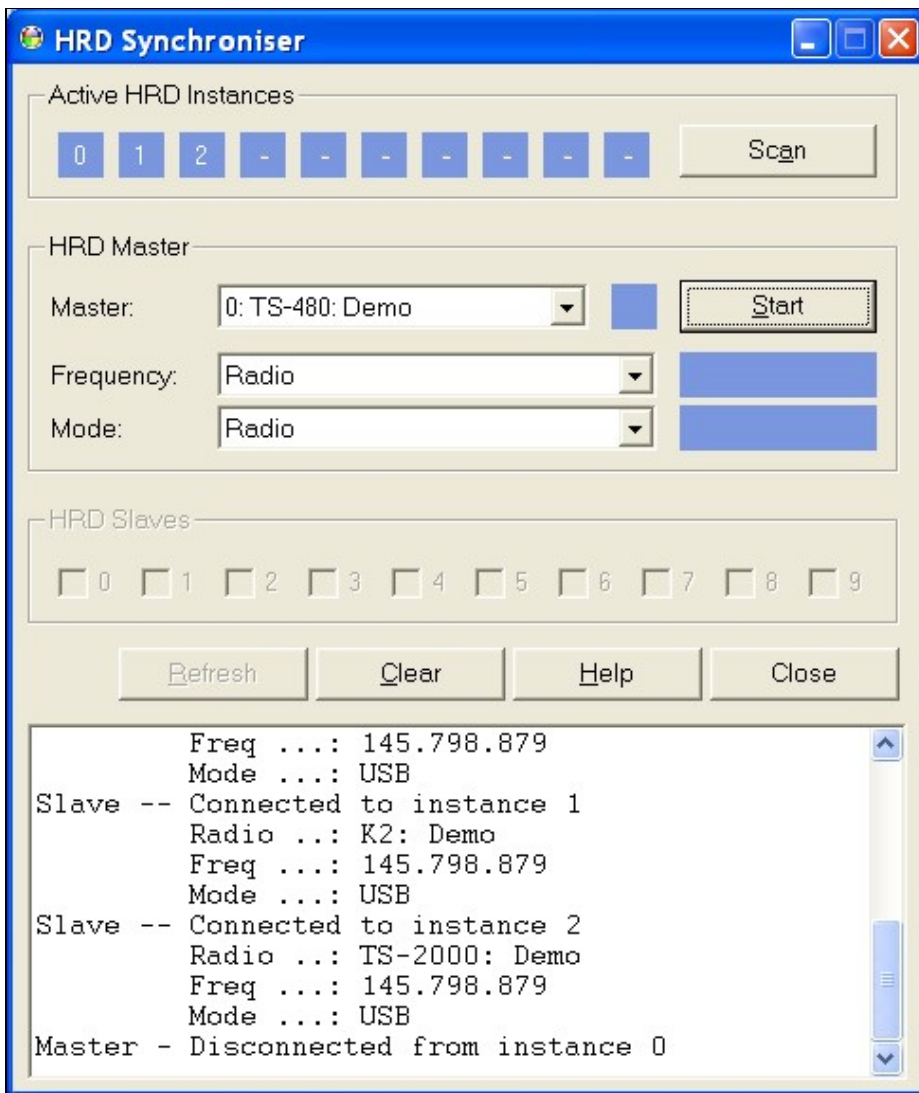 HRD Synchroniser
Active HRD Instances
0 1 2 - - - - - - - Scan
HRD Master
Master: 0: TS-480: Demo Start
Frequency: Radio
Mode: Radio
HRD Slaves
0 1 2 3 4 5 6 7 8 9
Refresh Clear Help Close
Freq ...: 145.798.879
Mode ...: USB
Slave -- Connected to instance 1
Radio ..: K2: Demo
Freq ...: 145.798.879
Mode ...: USB
Slave -- Connected to instance 2
Radio ..: TS-2000: Demo
Freq ...: 145.798.879
Mode ...: USB
Master - Disconnected from instance 0